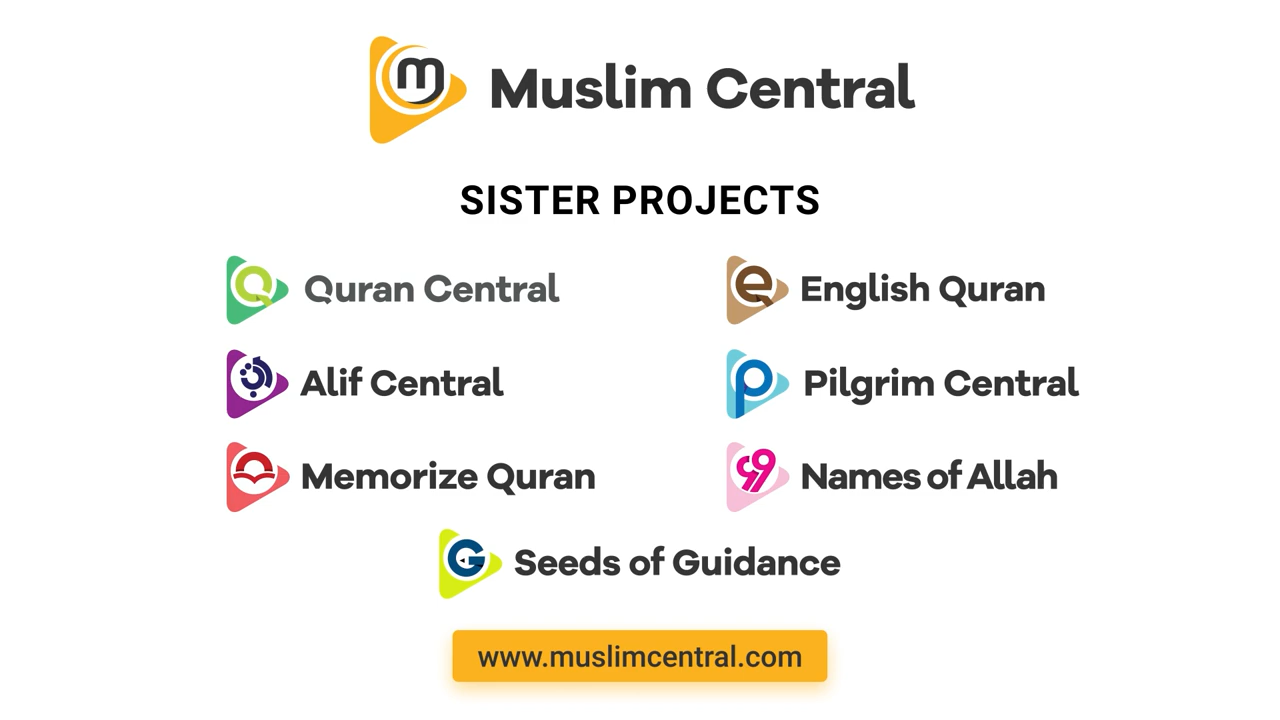 m Muslim Central
SISTER PROJECTS
Quran Central
English Quran
Alif Central
Pilgrim Central
Memorize Quran
99 Names of Allah
Seeds of Guidance
www.muslimcentral.com